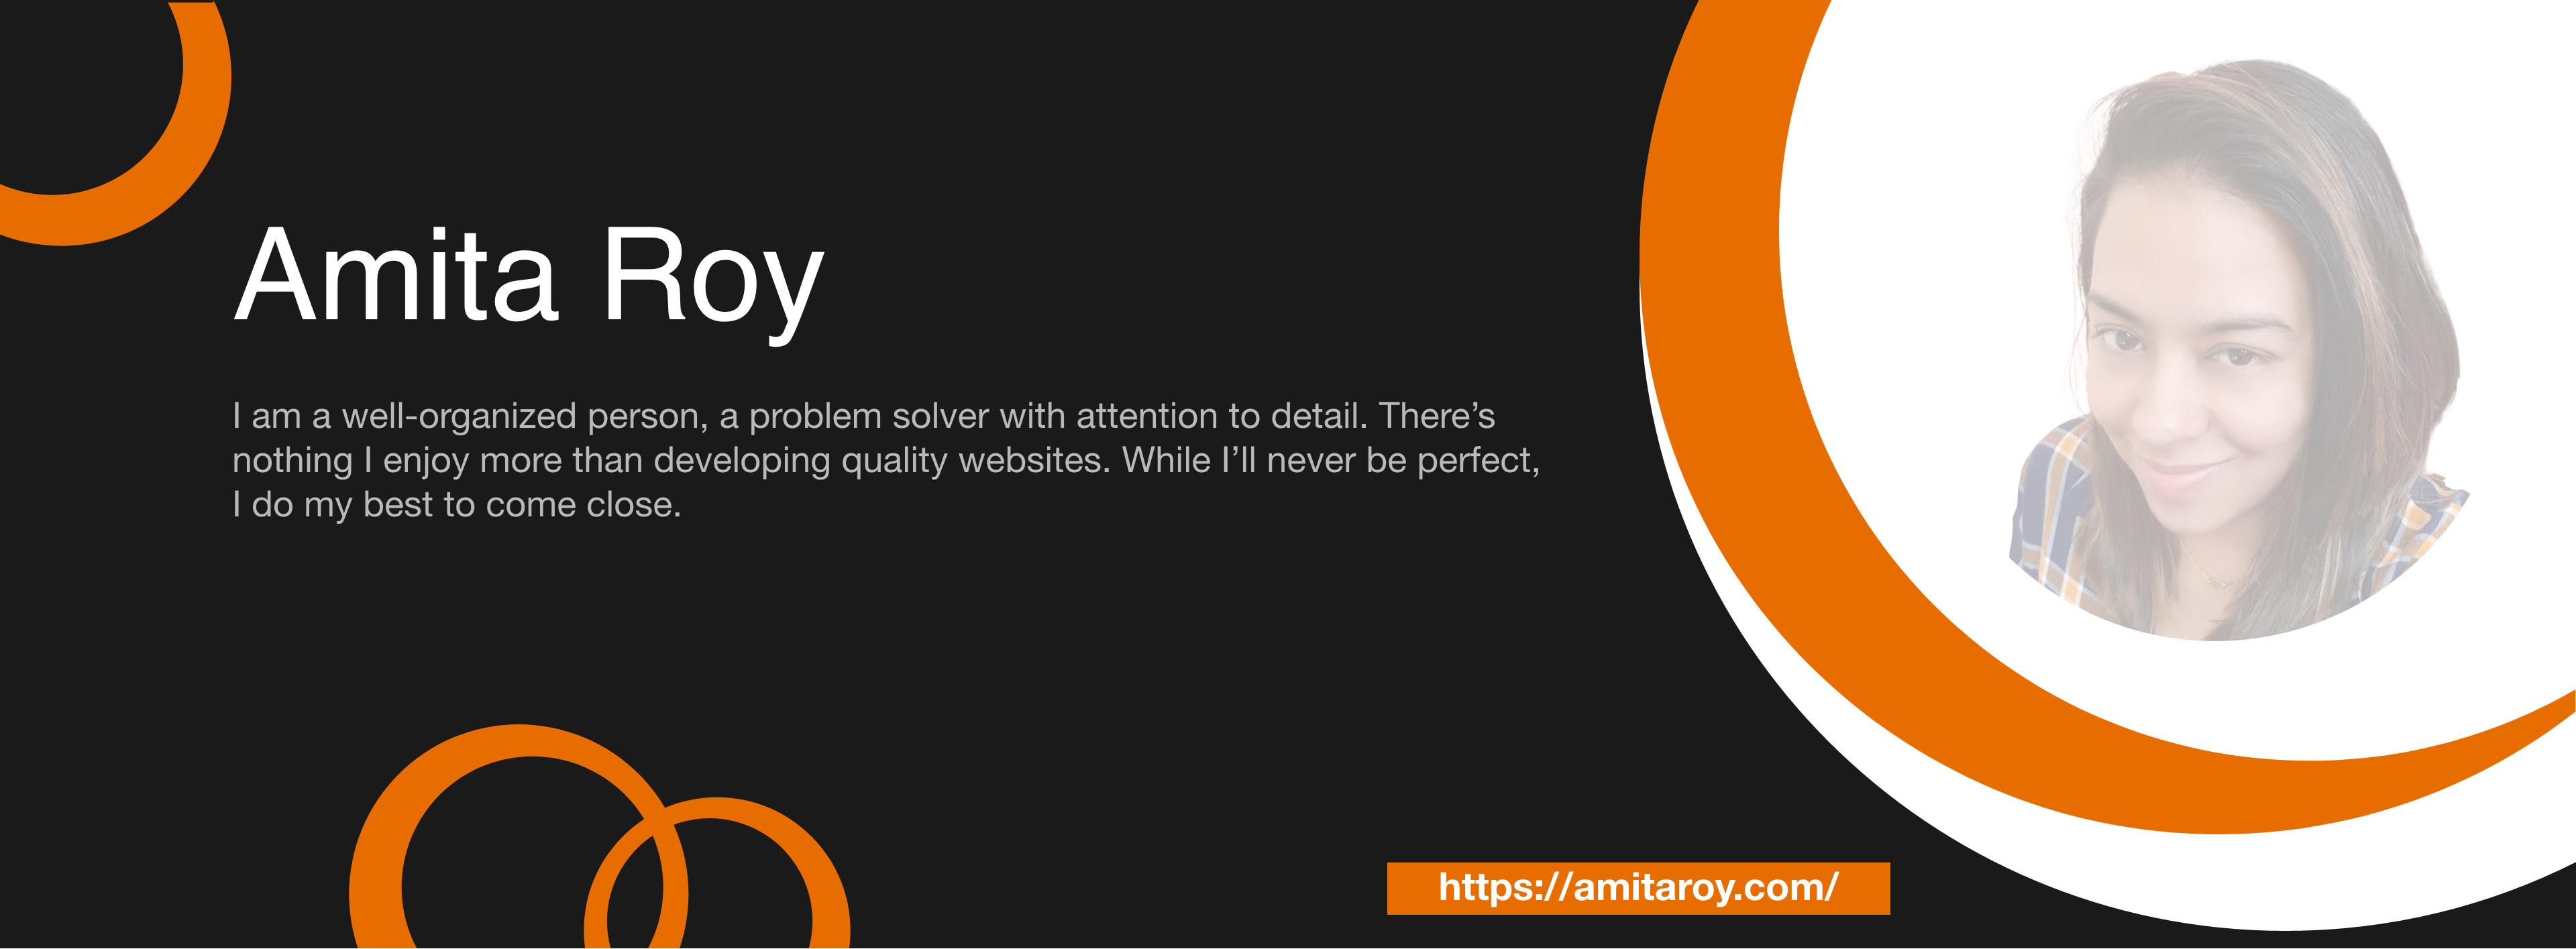 Amita Roy
I am a well-organized person, a problem solver with attention to detail. There’s
nothing I enjoy more than developing quality websites. While I’ll never be perfect,
I do my best to come close.
https://amitaroy.com/